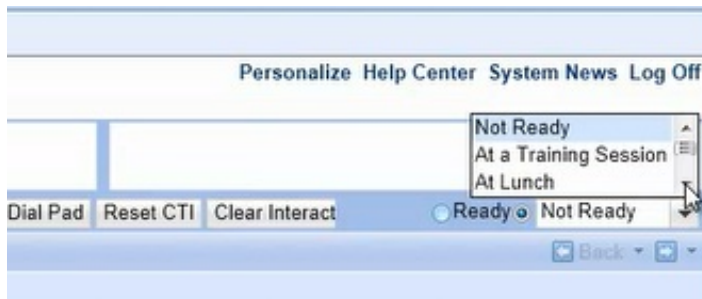 Personalize Help Center System News Log Off
Not Ready
At a Training Session
At Lunch
Dial Pad Reset CTI Clear Interact Ready Not Ready
Back